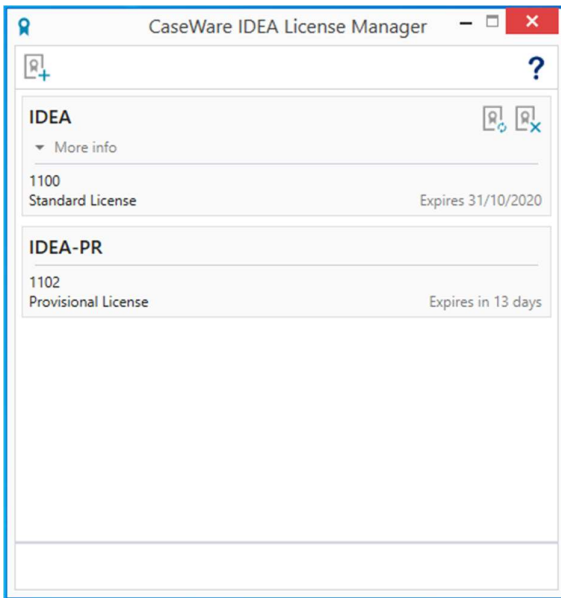 CaseWare IDEA License Manager
?
IDEA
More info
1100
Standard License
Expires 31/10/2020
IDEA-PR
1102
Provisional License
Expires in 13 days